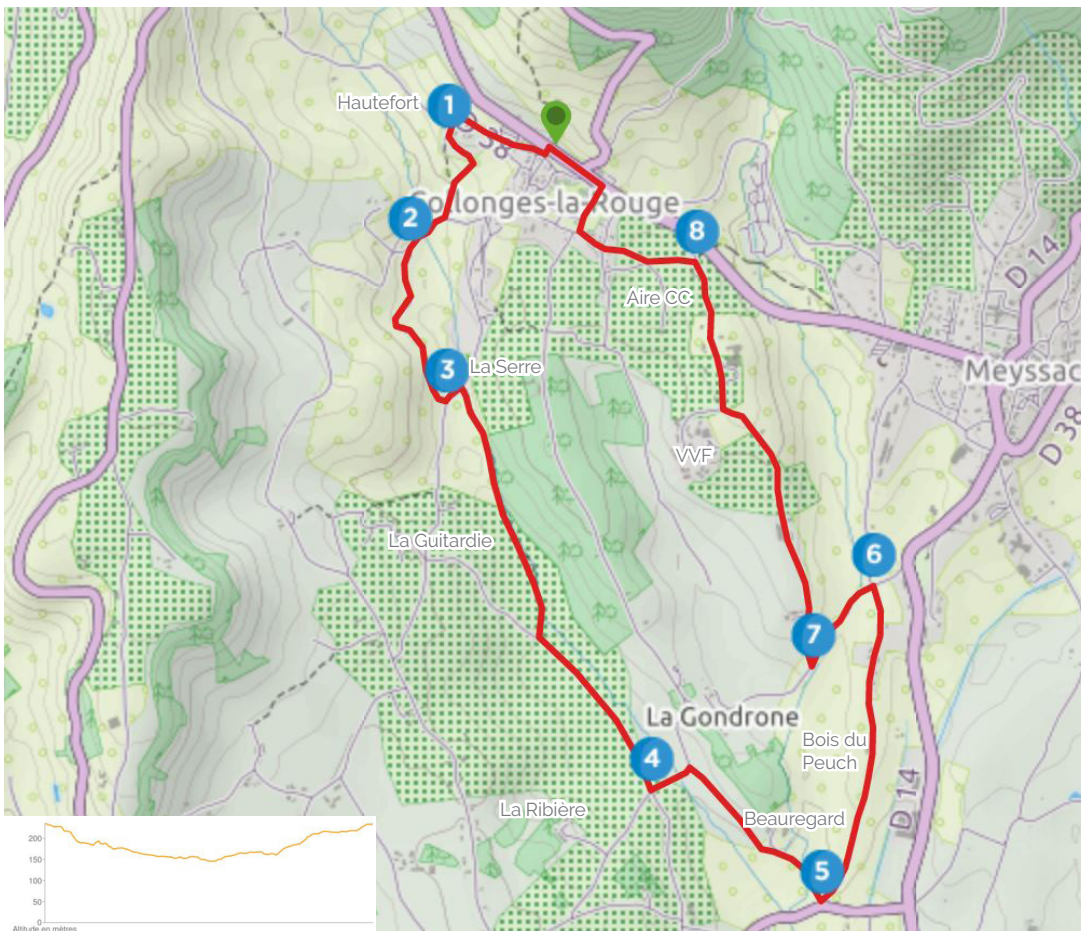 1
Hautefort
38
Collonges-la-Rouge
2
8
D 14
Aire CC
Meyssac
3
La Serre
D 38
VVF
La Guitardie
6
7
La Gondrone
4
Bois du
Peuch
D 14
La Ribière
Beauregard
5
200
150
100
50
0
Altitude en mètres